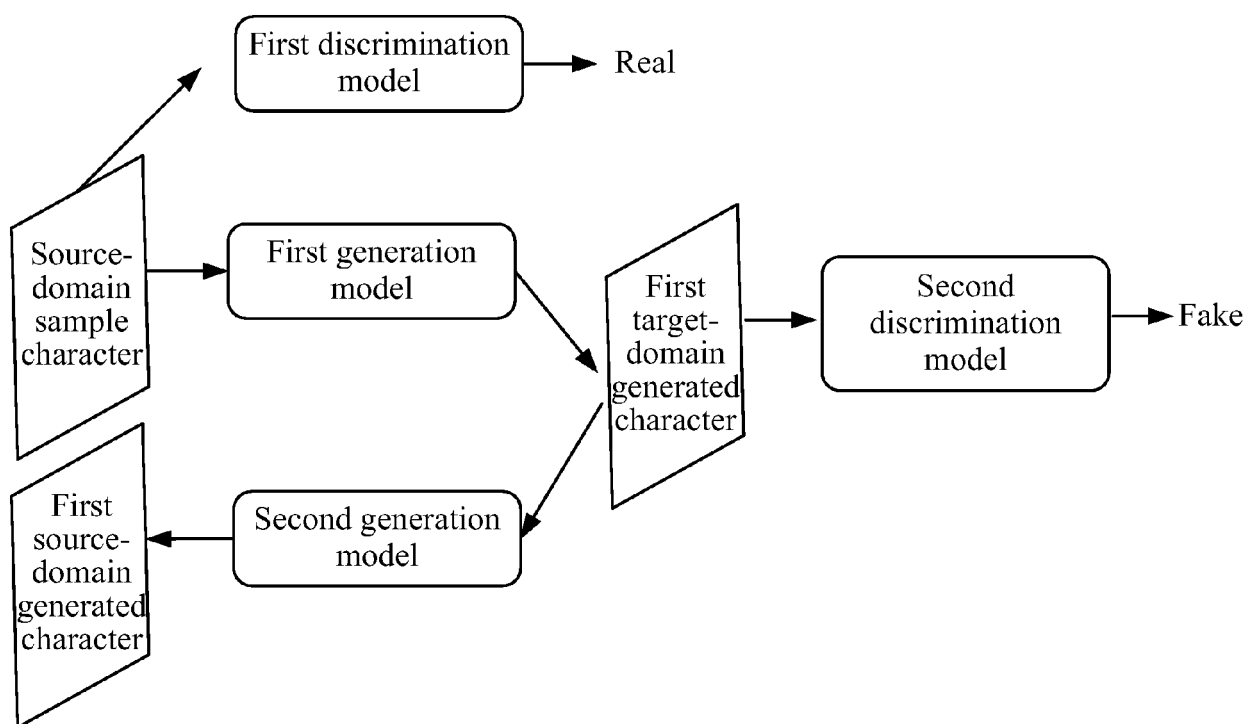 First discrimination
model
Real
Source-
domain
sample
character
First generation
model
First
target-
domain
generated
character
Second
discrimination
model
Fake
First
source-
domain
generated
character
Second generation
model